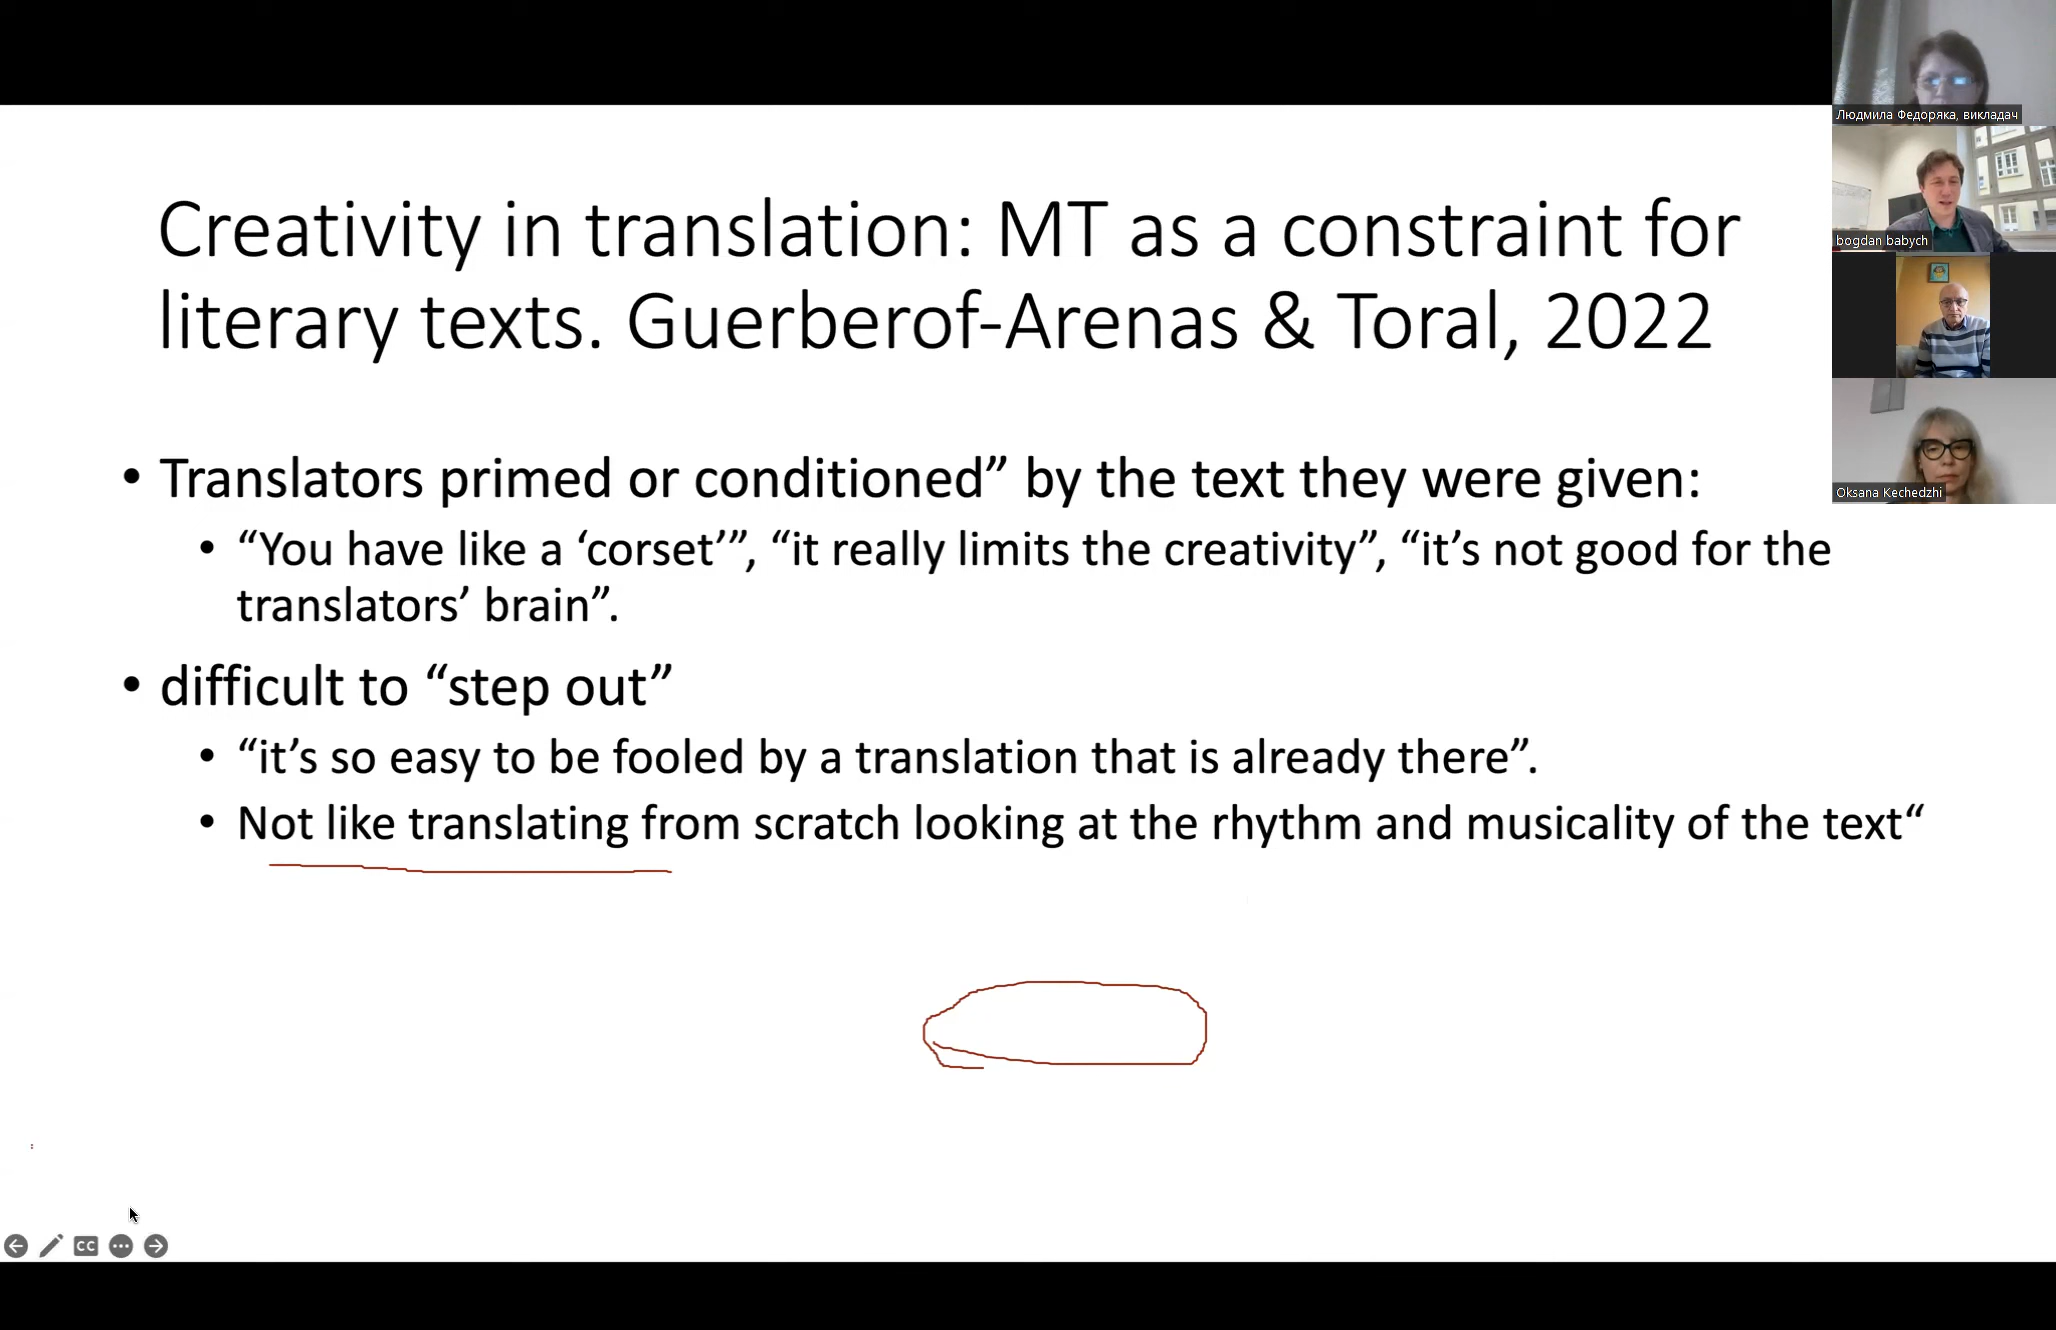 Creativity in translation: MT as a constraint for
literary texts. Guerberof-Arenas & Toral, 2022
• Translators primed or conditioned” by the text they were given:
• “You have like a ‘corset’”, “it really limits the creativity”, “it’s not good for the
translators’ brain”.
• difficult to “step out”
• “it’s so easy to be fooled by a translation that is already there”.
• Not like translating from scratch looking at the rhythm and musicality of the text“
Людмила Федоряка, викладач
bogdan babych
Oksana Kechedzhi
CC